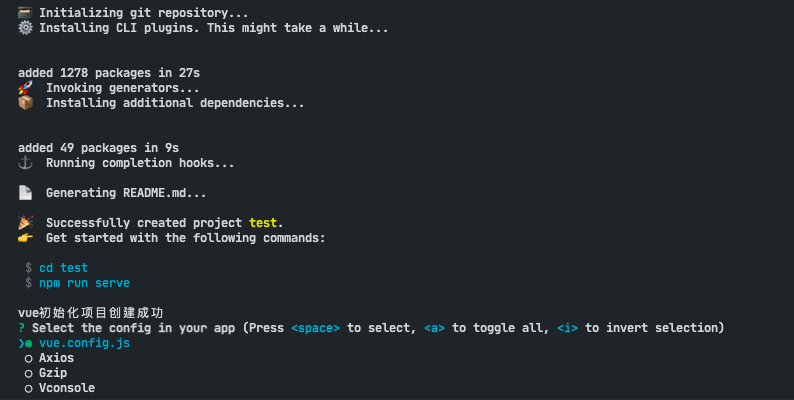 Initializing git repository...
Installing CLI plugins. This might take a while...
added 1278 packages in 27s
Invoking generators...
Installing additional dependencies...
added 49 packages in 9s
Running completion hooks...
Generating README.md...
Successfully created project test.
Get started with the following commands:
$ cd test
$ npm run serve
vue初始化项目创建成功
? Select the config in your app (Press <space> to select, <a> to toggle all, <i> to invert selection)
❯◉ vue.config.js
◯ Axios
◯ Gzip
◯ Vconsole